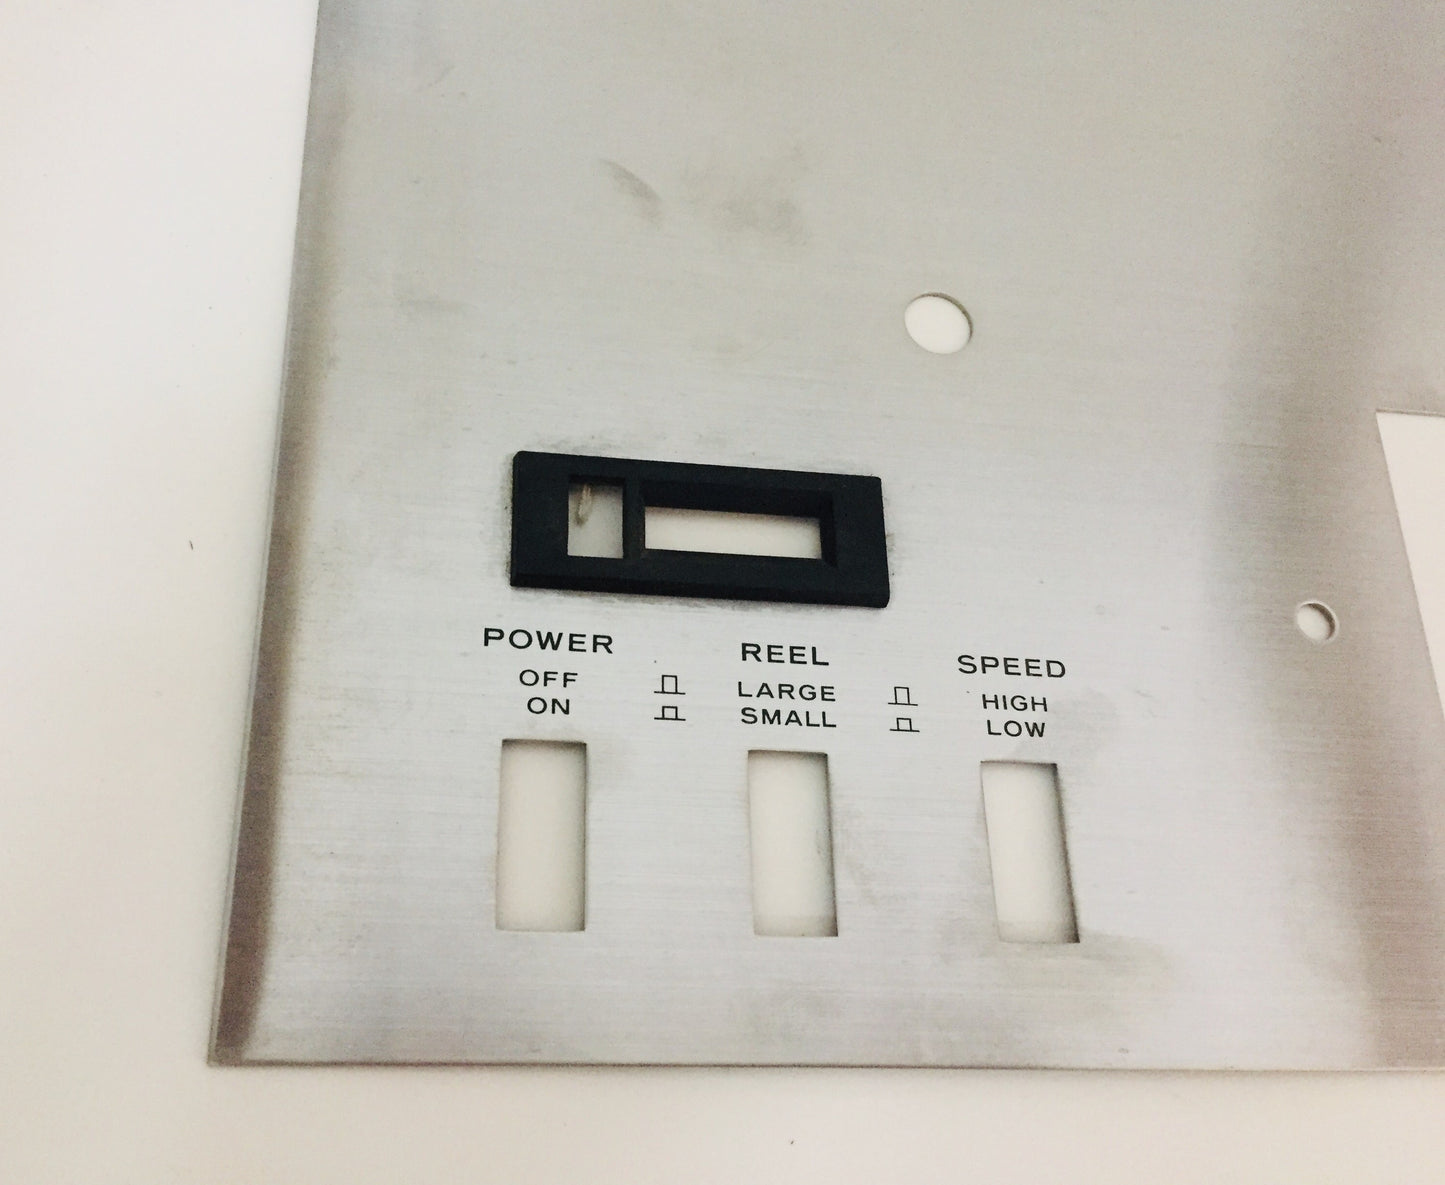 POWER
OFF
ON
REEL
LARGE
SMALL
SPEED
HIGH
LOW